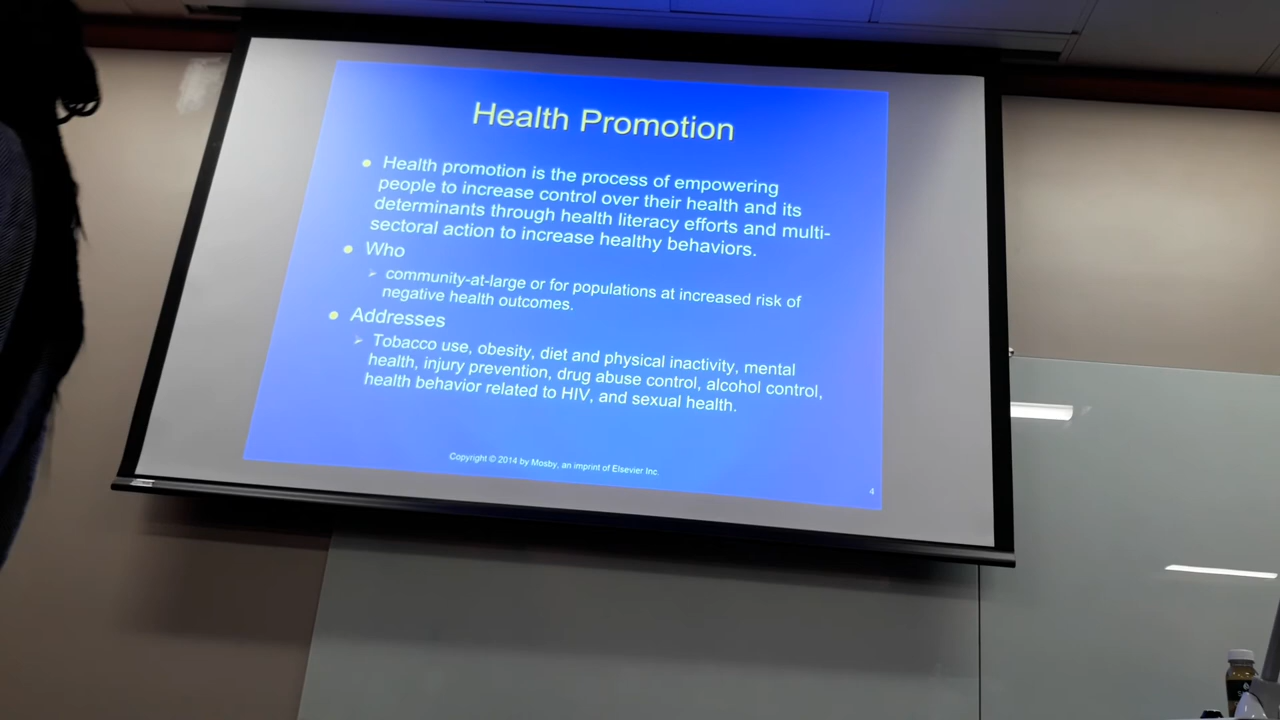 Health Promotion
• Health promotion is the process of empowering
people to increase control over their health and its
determinants through health literacy efforts and multi-
sectoral action to increase healthy behaviors.
• Who
➢ community-at-large or for populations at increased risk of
negative health outcomes.
• Addresses
➢ Tobacco use, obesity, diet and physical inactivity, mental
health, injury prevention, drug abuse control, alcohol control,
health behavior related to HIV, and sexual health.
Copyright © 2014 by Mosby, an imprint of Elsevier Inc.
4